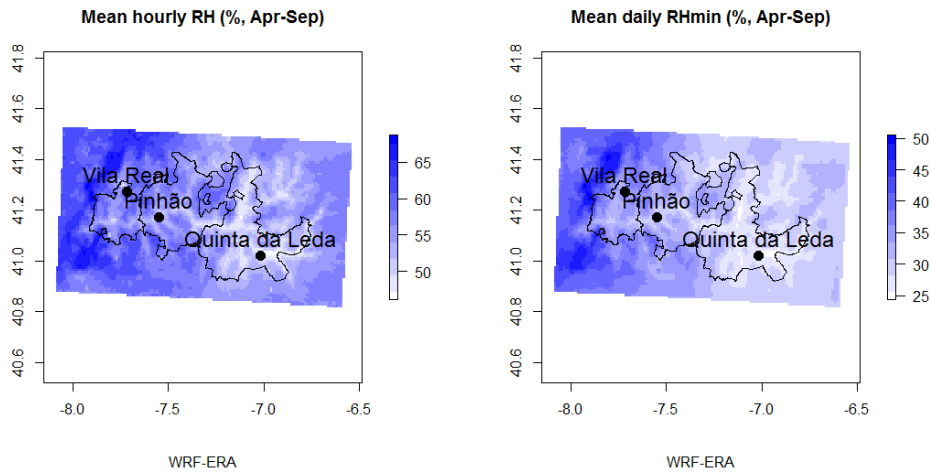 Mean hourly RH (%, Apr-Sep)
41.8
41.6
41.4
41.2
41.0
40.8
40.6
Vila Real
Pinhão
Quinta da Leda
65
60
55
50
-8.0 -7.5 -7.0 -6.5
WRF-ERA
Mean daily RHmin (%, Apr-Sep)
41.8
41.6
41.4
41.2
41.0
40.8
40.6
Vila Real
Pinhão
Quinta da Leda
50
45
40
35
30
25
-8.0 -7.5 -7.0 -6.5
WRF-ERA